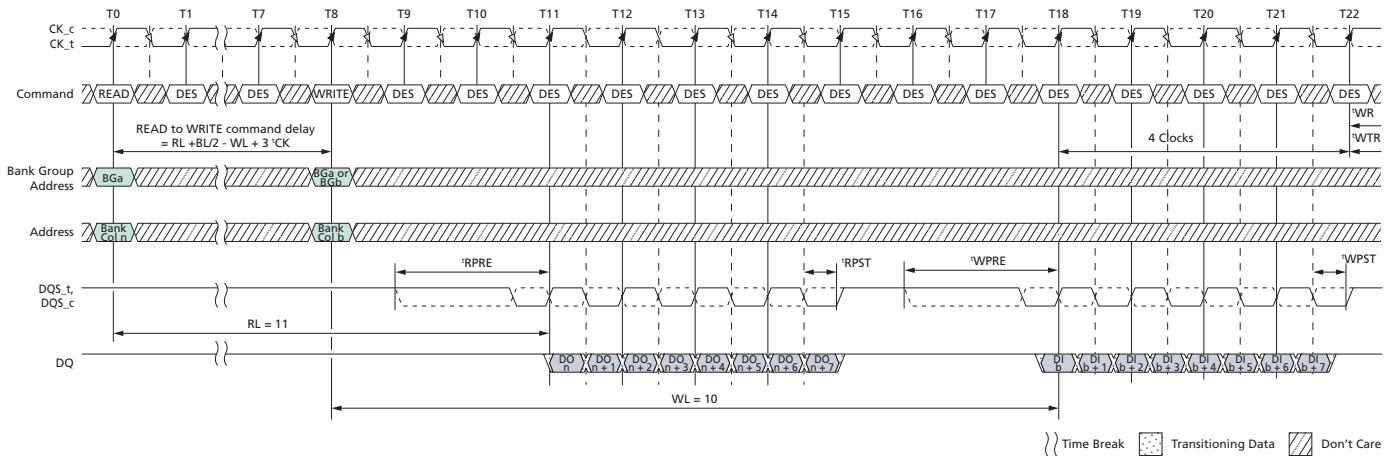 T0 T1 T7 T8 T9 T10 T11 T12 T13 T14 T15 T16 T17 T18 T19 T20 T21 T22
CK_c
CK_t
Command READ DES DES WRITE DES DES DES DES DES DES DES DES DES DES DES DES DES DES
READ to WRITE command delay
= RL +BL/2 - WL + 3 tCK
tWR
4 Clocks tWTR
Bank Group
Address
BGa
BGa or
BGb
Address
Bank
Col n
Bank
Col b
tRPRE tRPST tWPRE tWPST
DQS_t,
DQS_c
RL = 11
DQ
DO
n
DO
n + 1
DO
n + 2
DO
n + 3
DO
n + 4
DO
n + 5
DO
n + 6
DO
n + 7
DI
b
DI
b + 1
DI
b + 2
DI
b + 3
DI
b + 4
DI
b + 5
DI
b + 6
DI
b + 7
WL = 10
Time Break Transitioning Data Don't Care